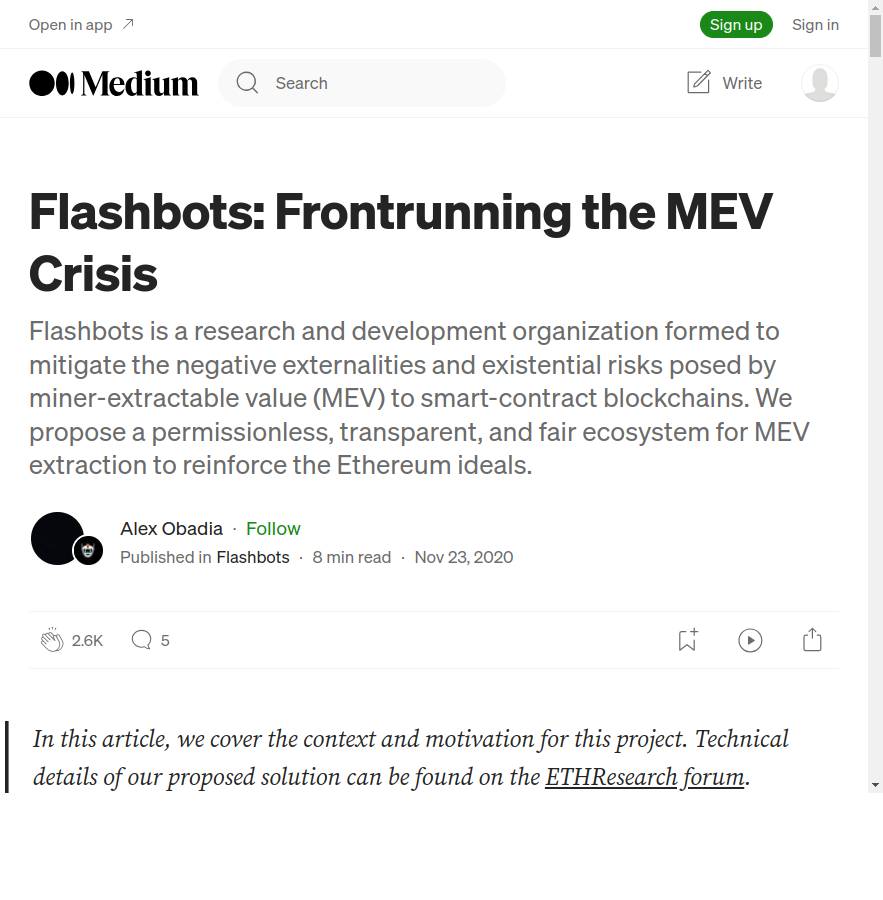 Open in app
Sign up
Sign in
Medium
Search
Write
Flashbots: Frontrunning the MEV
Crisis
Flashbots is a research and development organization formed to
mitigate the negative externalities and existential risks posed by
miner-extractable value (MEV) to smart-contract blockchains. We
propose a permissionless, transparent, and fair ecosystem for MEV
extraction to reinforce the Ethereum ideals.
Alex Obadia · Follow
Published in Flashbots · 8 min read · Nov 23, 2020
2.6K
5
In this article, we cover the context and motivation for this project. Technical
details of our proposed solution can be found on the ETHResearch forum.